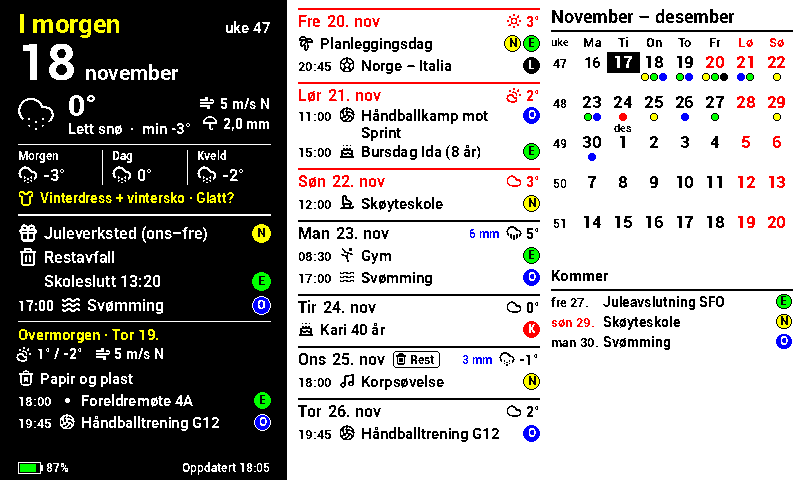 I morgen
uke 47
18 november
0°
Lett snø · min -3°
5 m/s N
2,0 mm
Morgen
-3°
Dag
0°
Kveld
-2°
Vinterdress + vintersko · Glatt?
Juleverksted (ons–fre) N
Restavfall
Skoleslutt 13:20 E
17:00 Svømming O
Overmorgen · Tor 19.
1° / -2° 5 m/s N
Papir og plast
18:00 • Foreldremøte 4A E
19:45 Håndballtrening G12 O
87%
Oppdatert 18:05
Fre 20. nov 3°
Planleggingsdag N E
20:45 Norge – Italia L
Lør 21. nov 2°
11:00 Håndballkamp mot O
Sprint
15:00 Bursdag Ida (8 år) E
Søn 22. nov 3°
12:00 Skøyteskole N
Man 23. nov 6 mm 5°
08:30 Gym E
17:00 Svømming O
Tir 24. nov 0°
Kari 40 år K
Ons 25. nov Rest 3 mm -1°
18:00 Korpsøvelse N
Tor 26. nov 2°
19:45 Håndballtrening G12 O
November – desember
uke Ma Ti On To Fr Lø Sø
47 16 17 18 19 20 21 22
48 23 24 25 26 27 28 29
des
49 30 1 2 3 4 5 6
50 7 8 9 10 11 12 13
51 14 15 16 17 18 19 20
Kommer
fre 27. Juleavslutning SFO E
søn 29. Skøyteskole N
man 30. Svømming O